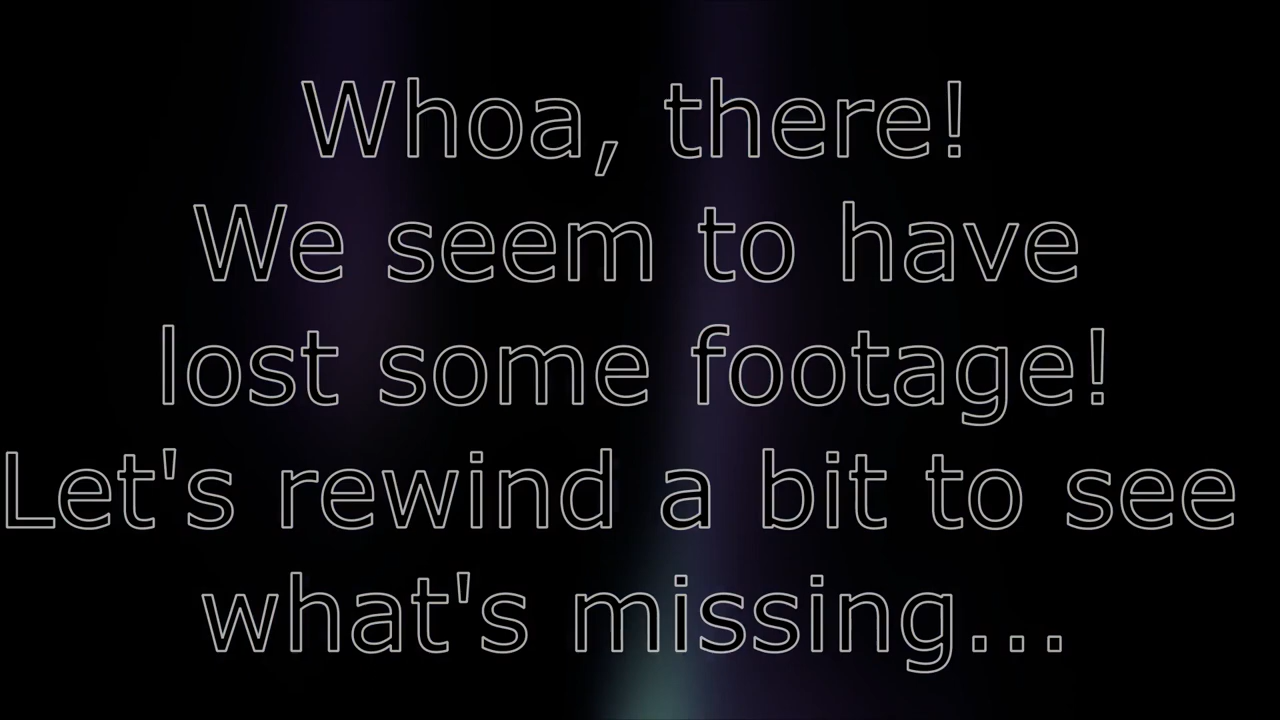 Whoa, there!
We seem to have
lost some footage!
Let's rewind a bit to see
what's missing...